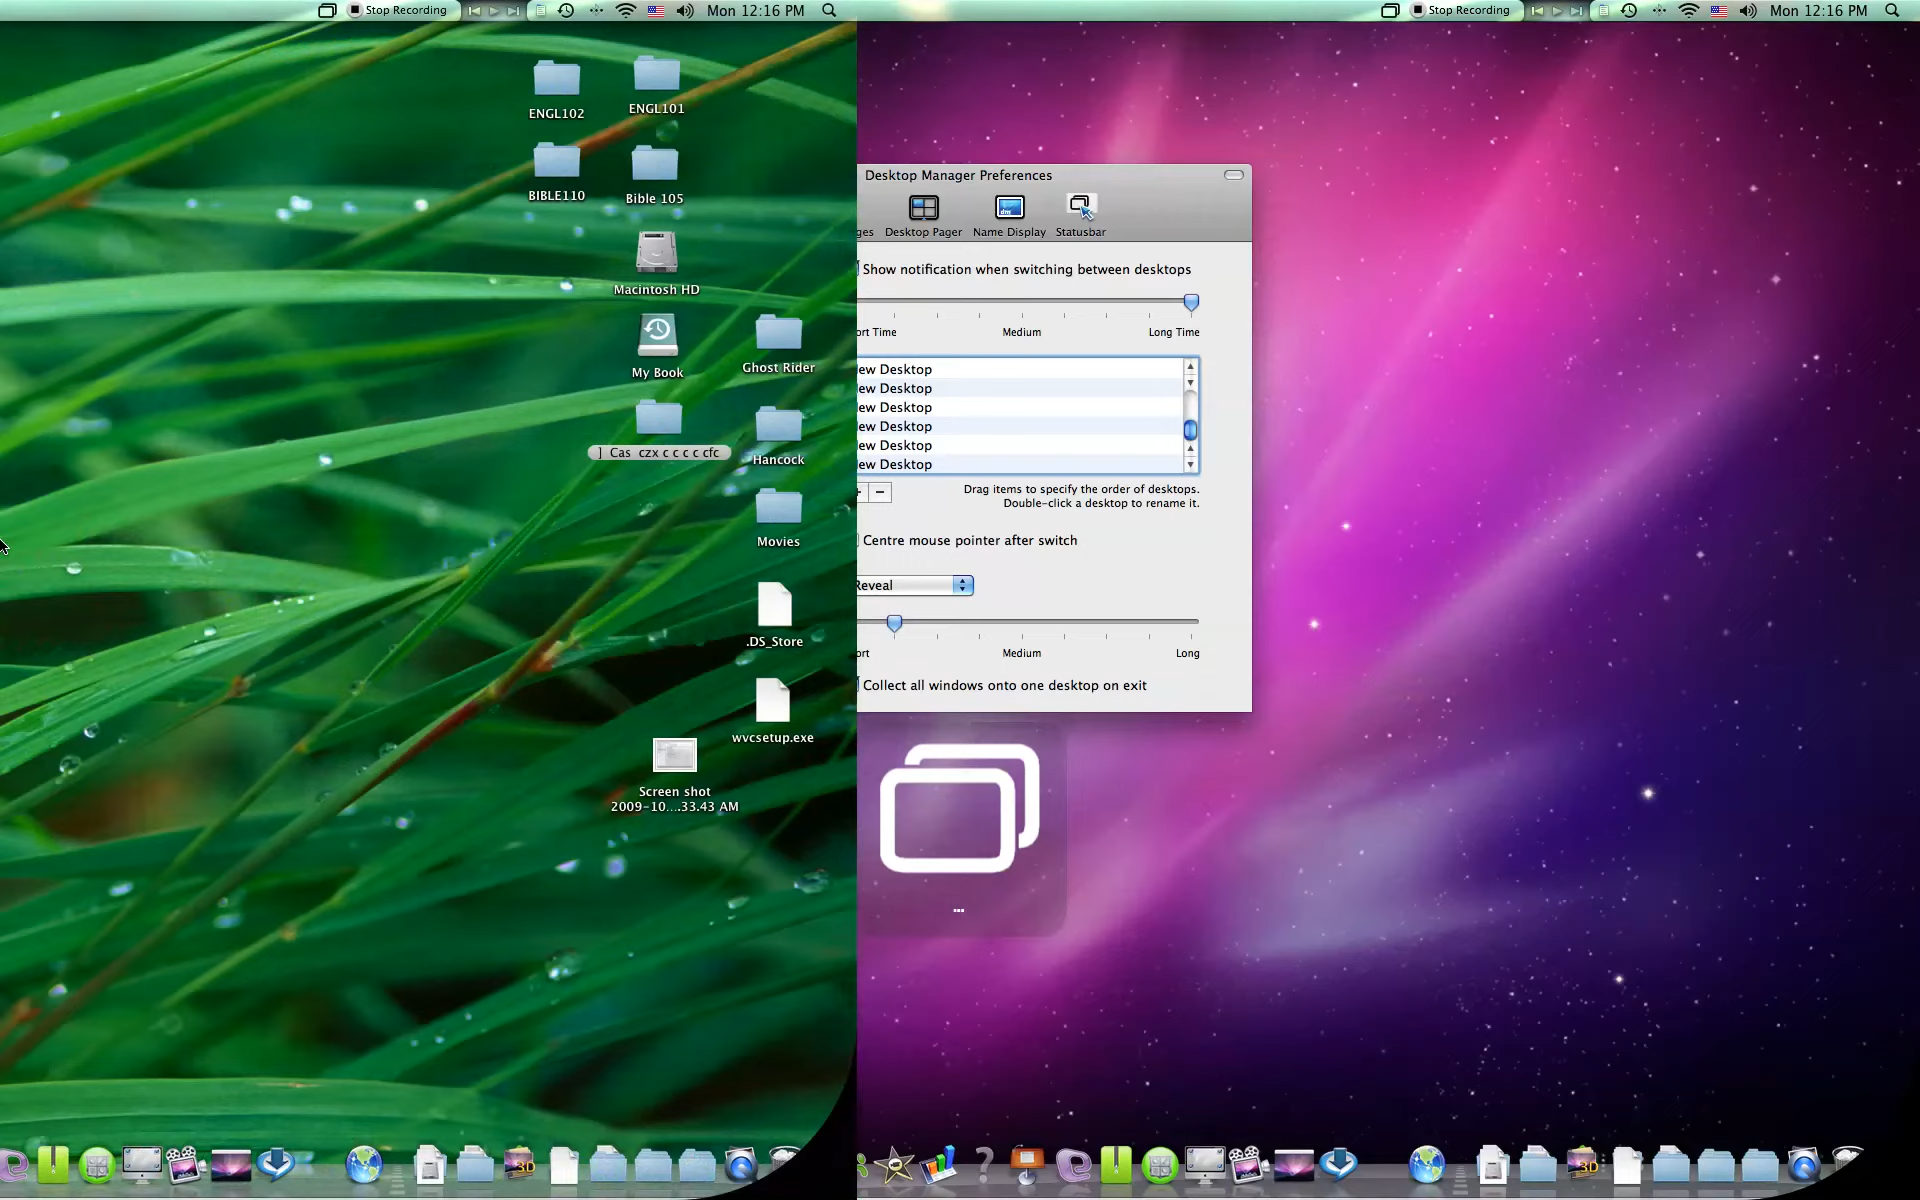 Stop Recording Mon 12:16 PM
Stop Recording Mon 12:16 PM
ENGL102
ENGL101
BIBLE110
Bible 105
Macintosh HD
My Book
Ghost Rider
] Cas czx c c c c cfc
Hancock
Movies
.DS_Store
wvcsetup.exe
Screen shot
2009-10....33.43 AM
3D
Desktop Manager Preferences
ges Desktop Pager Name Display Statusbar
Show notification when switching between desktops
ort Time Medium Long Time
ew Desktop
ew Desktop
ew Desktop
ew Desktop
ew Desktop
ew Desktop
Drag items to specify the order of desktops.
Double-click a desktop to rename it.
Centre mouse pointer after switch
Reveal
ort Medium Long
Collect all windows onto one desktop on exit
...
3D